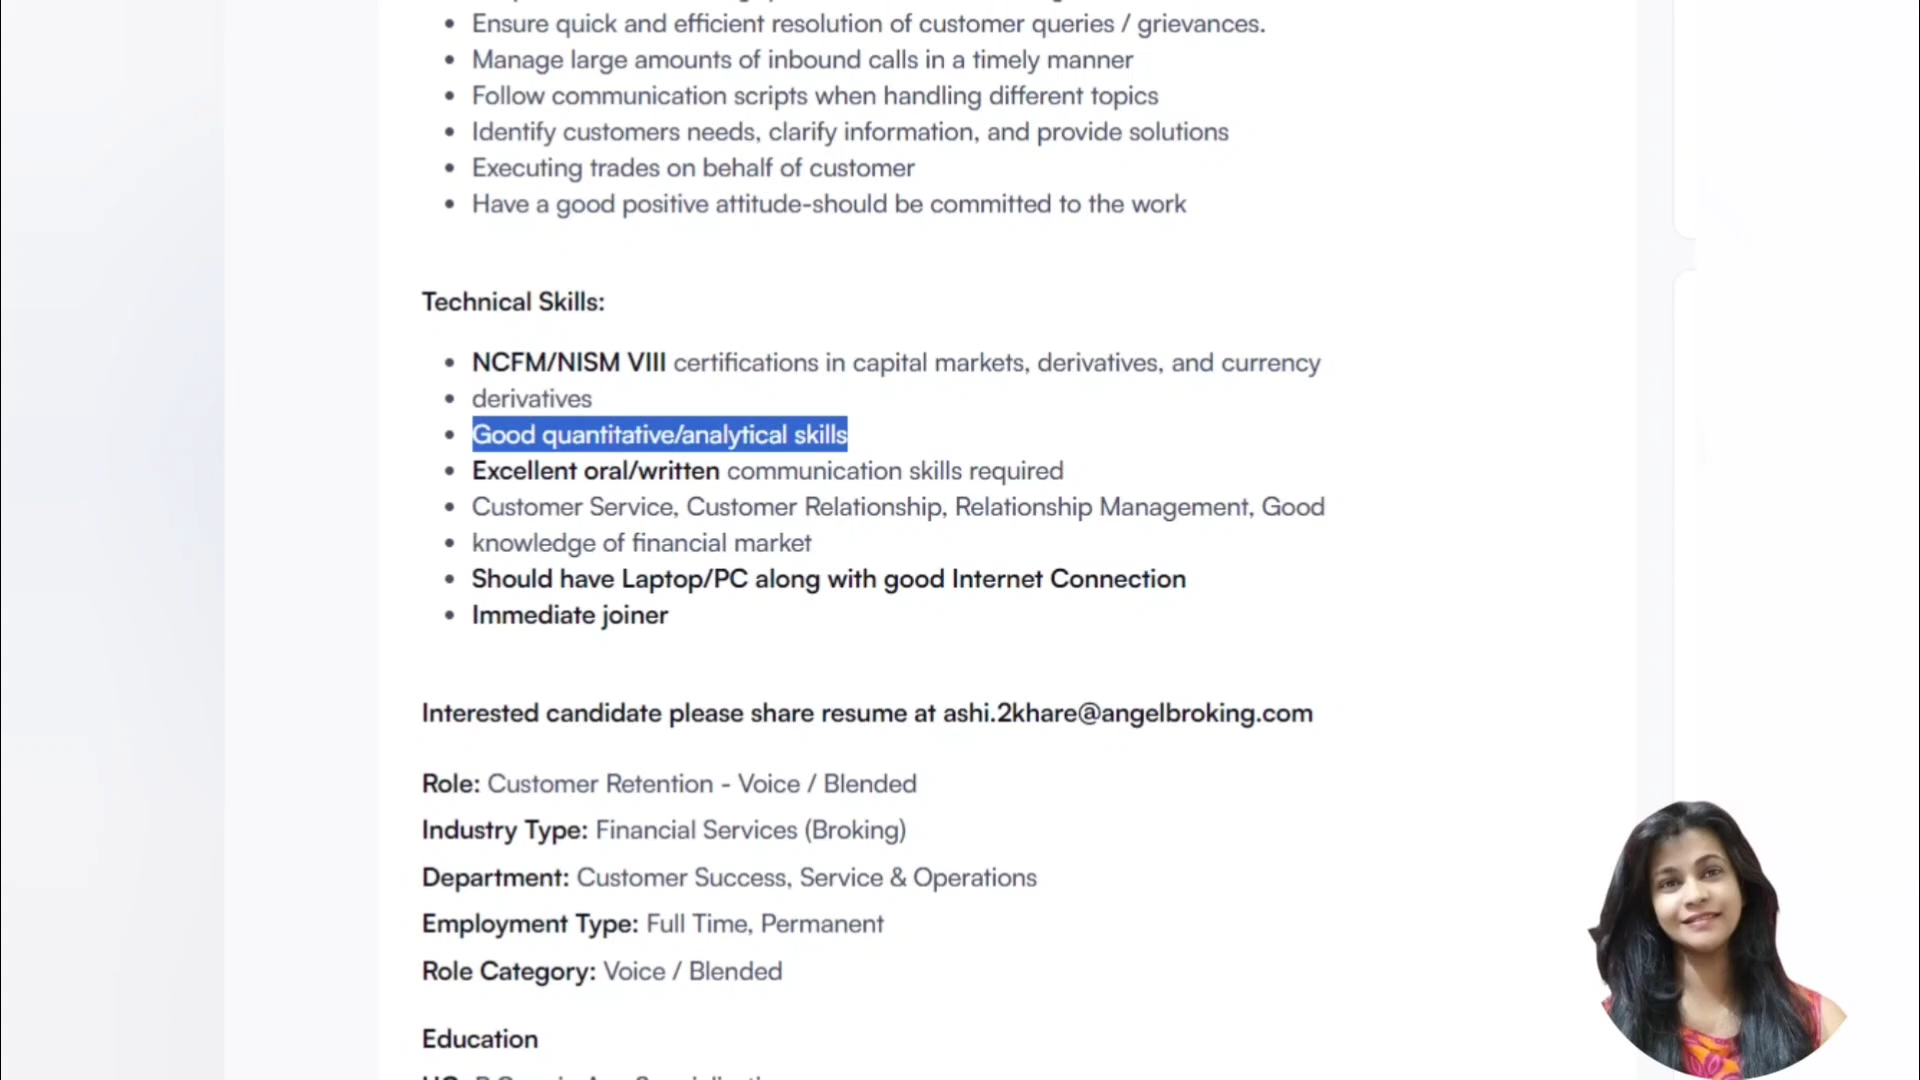 Ensure quick and efficient resolution of customer queries / grievances.
Manage large amounts of inbound calls in a timely manner
Follow communication scripts when handling different topics
Identify customers needs, clarify information, and provide solutions
Executing trades on behalf of customer
Have a good positive attitude-should be committed to the work
Technical Skills:
NCFM/NISM VIII certifications in capital markets, derivatives, and currency
derivatives
Good quantitative/analytical skills
Excellent oral/written communication skills required
Customer Service, Customer Relationship, Relationship Management, Good
knowledge of financial market
Should have Laptop/PC along with good Internet Connection
Immediate joiner
Interested candidate please share resume at ashi.2khare@angelbroking.com
Role: Customer Retention - Voice / Blended
Industry Type: Financial Services (Broking)
Department: Customer Success, Service & Operations
Employment Type: Full Time, Permanent
Role Category: Voice / Blended
Education